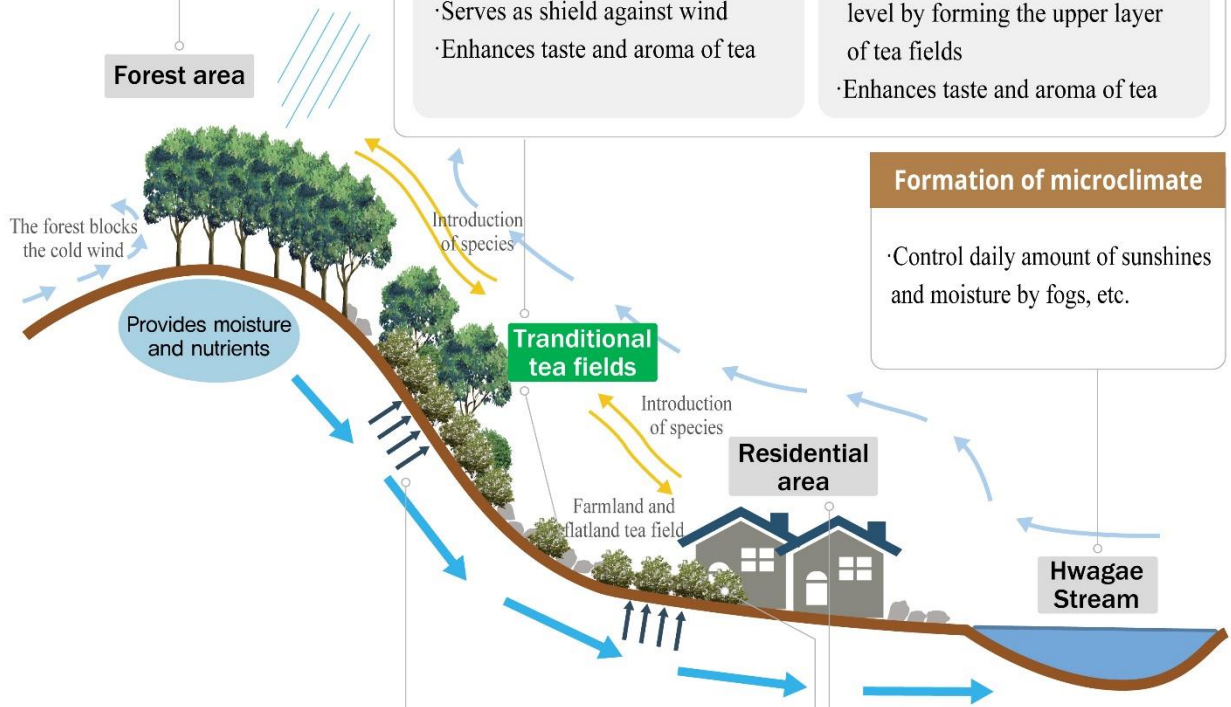 ·Serves as shield against wind
·Enhances taste and aroma of tea
level by forming the upper layer
of tea fields
·Enhances taste and aroma of tea
Forest area
Formation of microclimate
·Control daily amount of sunshines
and moisture by fogs, etc.
The forest blocks
the cold wind
Introduction
of species
Provides moisture
and nutrients
Tranditional
tea fields
Introduction
of species
Residential
area
Farmland and
flatland tea field
Hwagae
Stream